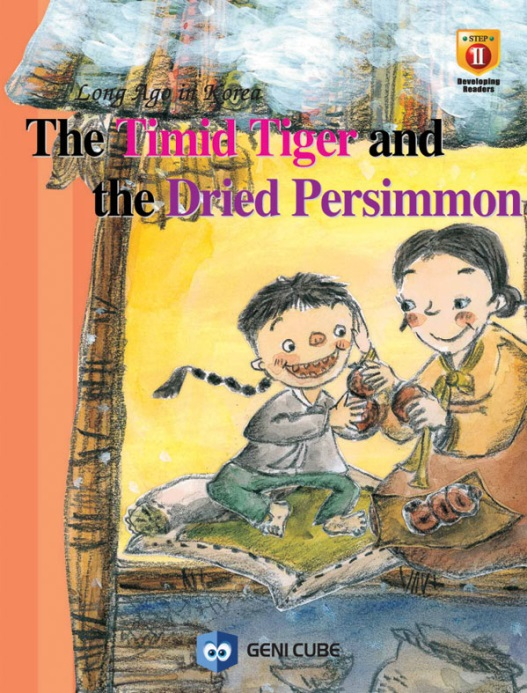 STEP
II
Developing
Readers
Long Ago in Korea
The Timid Tiger and
the Dried Persimmon
GENI CUBE